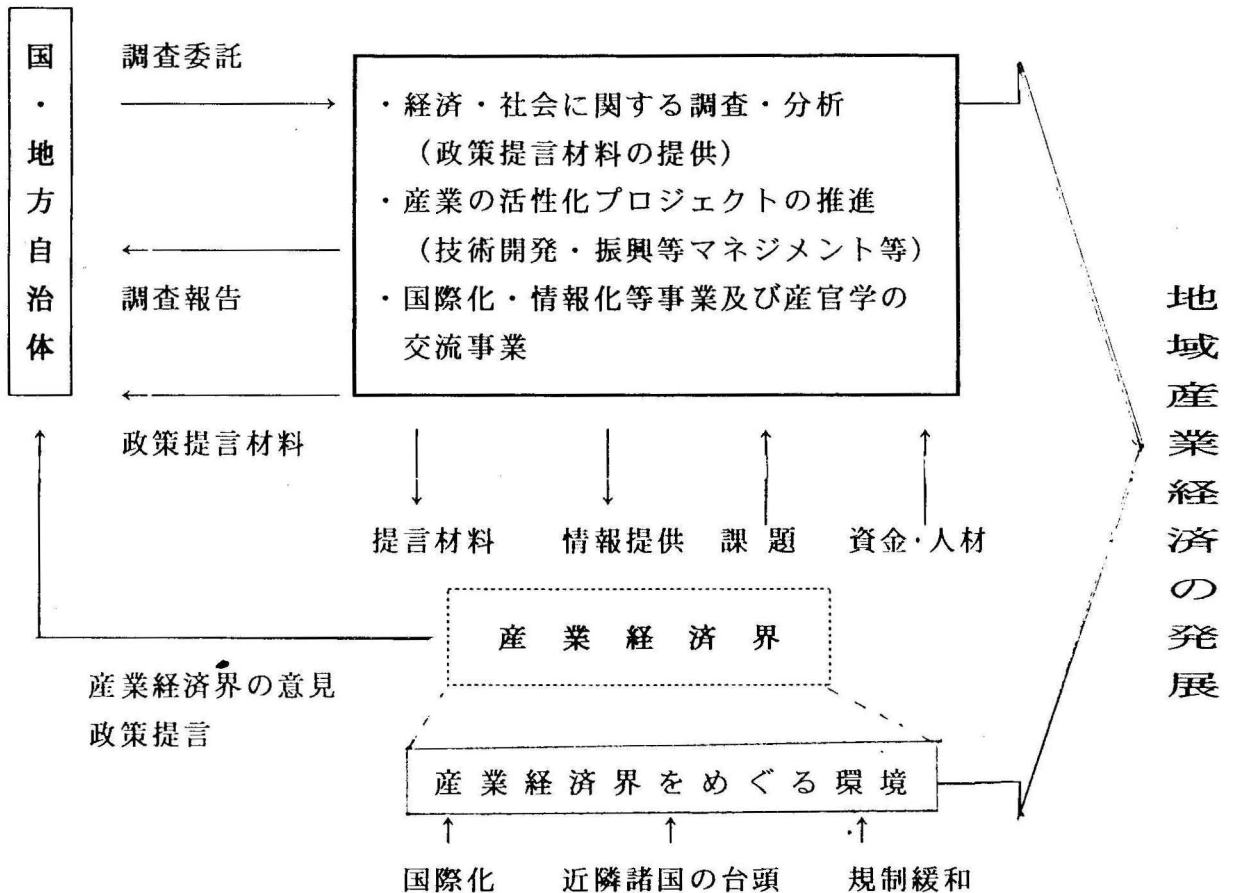 国・地方自治体
調査委託
・経済・社会に関する調査・分析
（政策提言材料の提供）
・産業の活性化プロジェクトの推進
（技術開発・振興等マネジメント等）
・国際化・情報化等事業及び産官学の
交流事業
調査報告
政策提言材料
提言材料
情報提供
課題
資金・人材
産業経済界
産業経済界の意見
政策提言
産業経済界をめぐる環境
国際化
近隣諸国の台頭
規制緩和
地域産業経済の発展